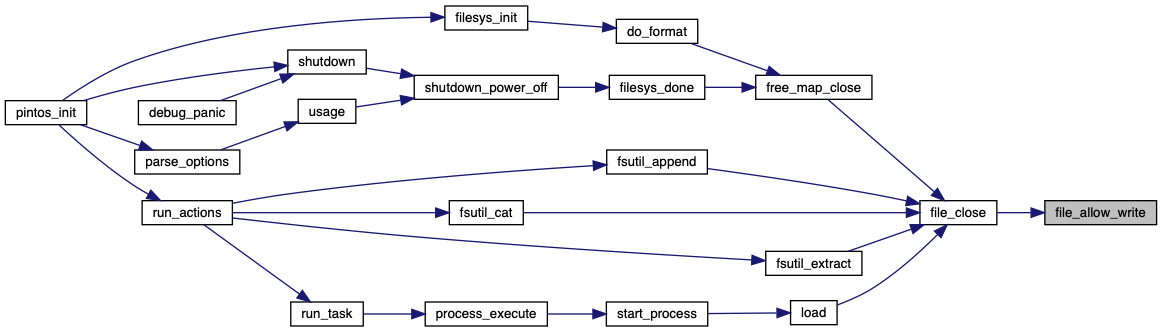 filesys_init
do_format
shutdown
shutdown_power_off
filesys_done
free_map_close
pintos_init
debug_panic
usage
parse_options
fsutil_append
run_actions
fsutil_cat
file_close
file_allow_write
fsutil_extract
run_task
process_execute
start_process
load